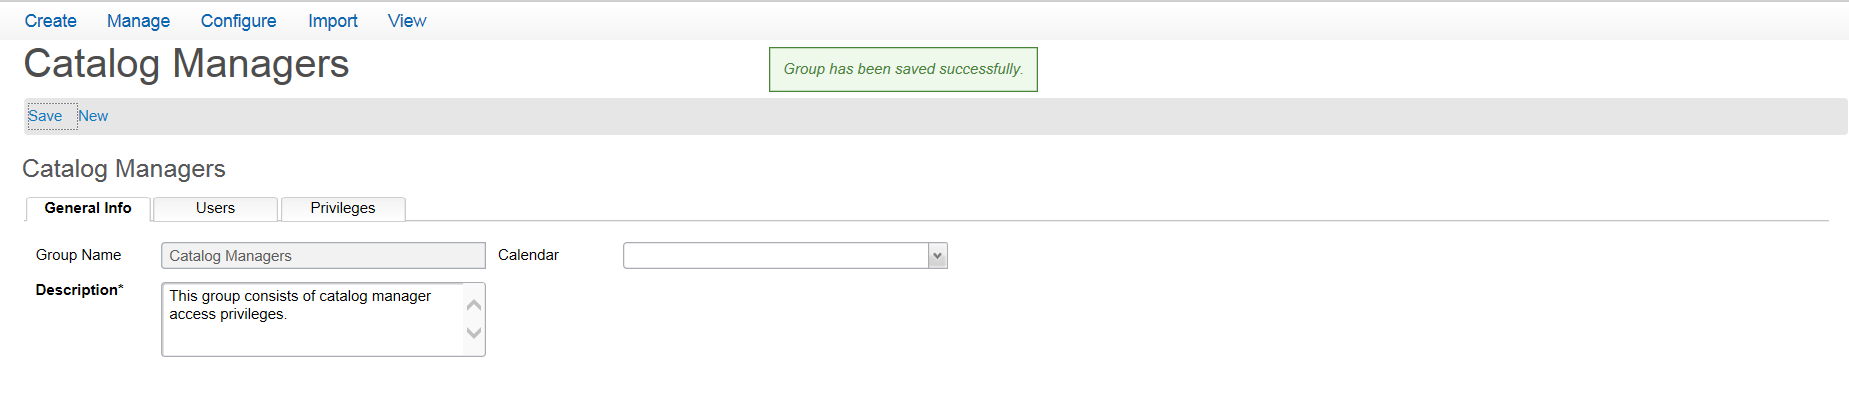 Create Manage Configure Import View
Catalog Managers
Group has been saved successfully.
Save New
Catalog Managers
General Info Users Privileges
Group Name Catalog Managers Calendar
Description* This group consists of catalog manager
access privileges.